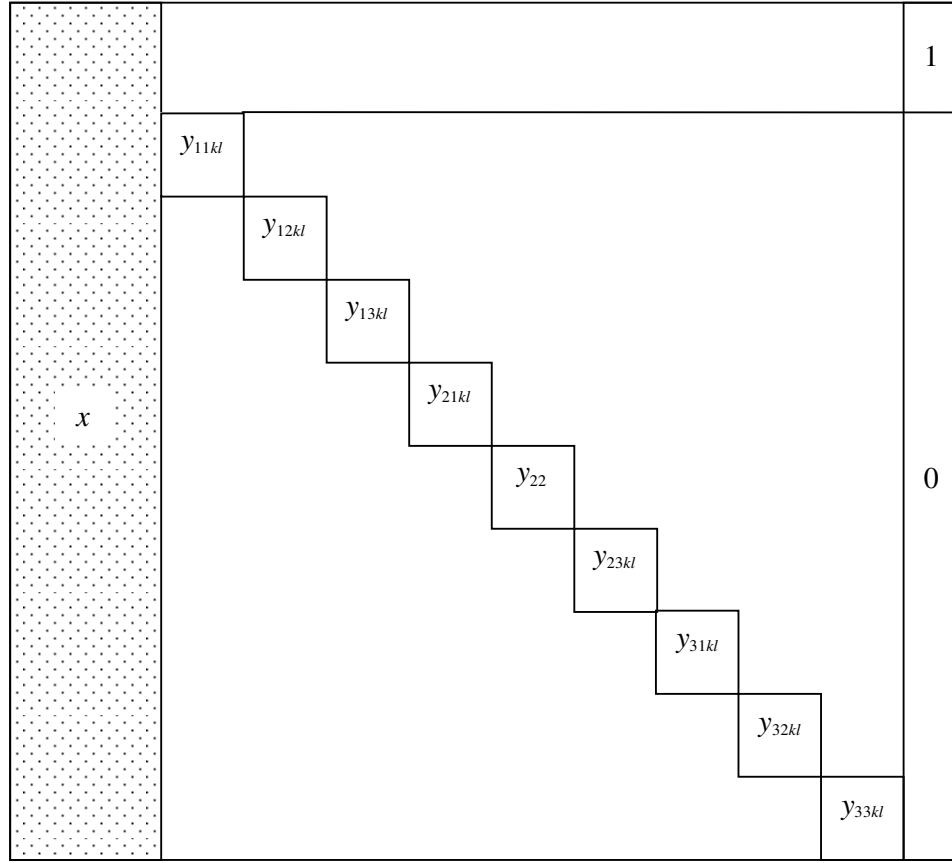 1
y₁₁ₖₗ
y₁₂ₖₗ
y₁₃ₖₗ
y₂₁ₖₗ
x
y₂₂
0
y₂₃ₖₗ
y₃₁ₖₗ
y₃₂ₖₗ
y₃₃ₖₗ